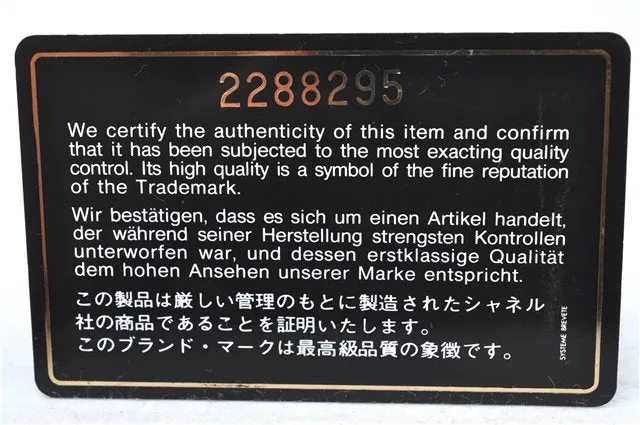 2288295
We certify the authenticity of this item and confirm
that it has been subjected to the most exacting quality
control. Its high quality is a symbol of the fine reputation
of the Trademark.
Wir bestätigen, dass es sich um einen Artikel handelt,
der während seiner Herstellung strengsten Kontrollen
unterworfen war, und dessen erstklassige Qualität
dem hohen Ansehen unserer Marke entspricht.
この製品は厳しい管理のもとに製造されたシャネル
社の商品であることを証明いたします。
このブランド・マークは最高級品質の象徴です。
SYSTEME BREVETE